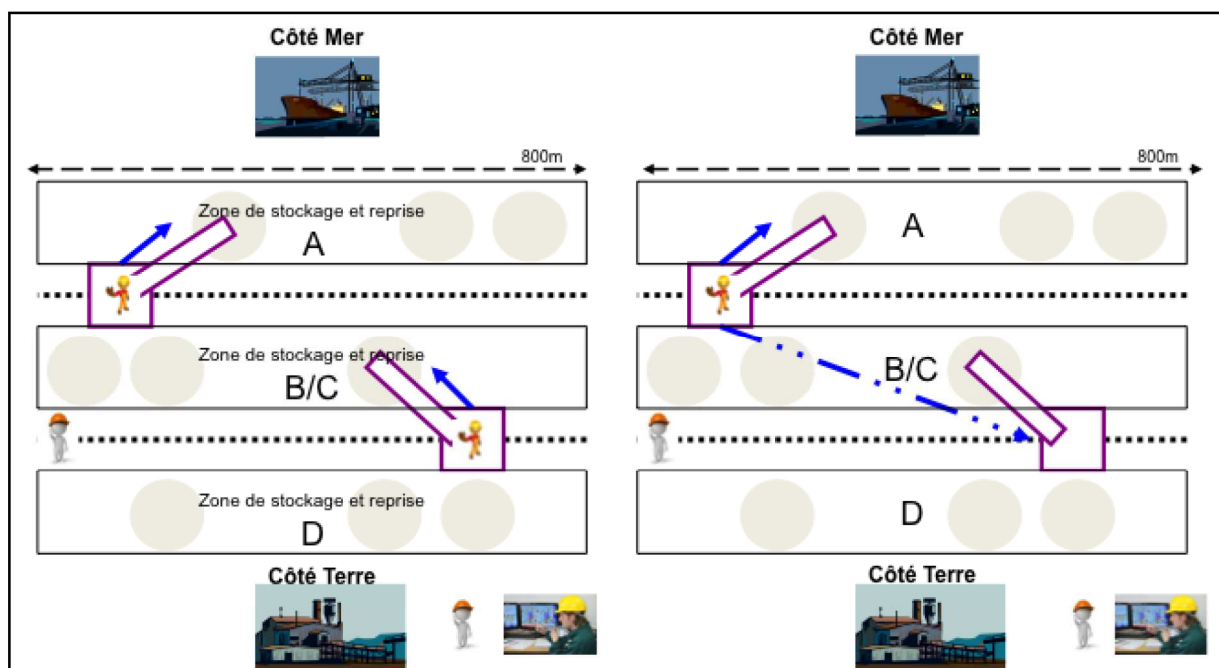 Côté Mer
800m
Zone de stockage et reprise
A
Zone de stockage et reprise
B/C
Zone de stockage et reprise
D
Côté Terre
Côté Mer
800m
A
B/C
D
Côté Terre